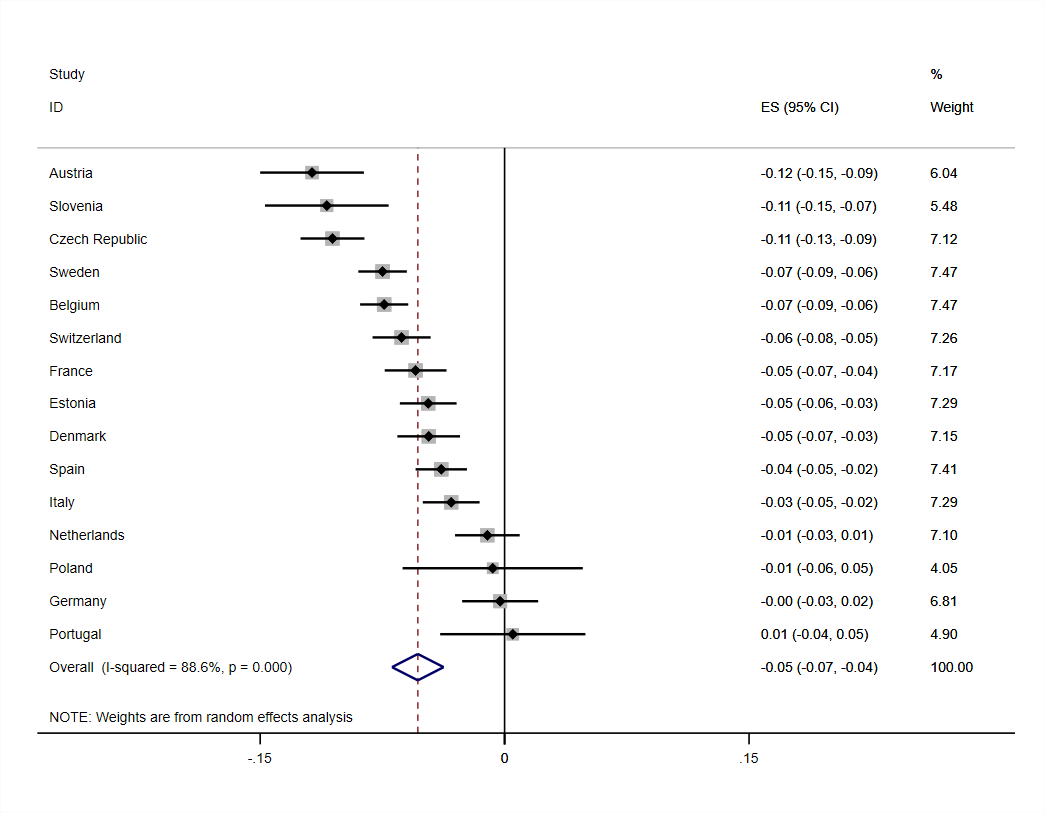 Study %
ID ES (95% CI) Weight
Austria -0.12 (-0.15, -0.09) 6.04
Slovenia -0.11 (-0.15, -0.07) 5.48
Czech Republic -0.11 (-0.13, -0.09) 7.12
Sweden -0.07 (-0.09, -0.06) 7.47
Belgium -0.07 (-0.09, -0.06) 7.47
Switzerland -0.06 (-0.08, -0.05) 7.26
France -0.05 (-0.07, -0.04) 7.17
Estonia -0.05 (-0.06, -0.03) 7.29
Denmark -0.05 (-0.07, -0.03) 7.15
Spain -0.04 (-0.05, -0.02) 7.41
Italy -0.03 (-0.05, -0.02) 7.29
Netherlands -0.01 (-0.03, 0.01) 7.10
Poland -0.01 (-0.06, 0.05) 4.05
Germany -0.00 (-0.03, 0.02) 6.81
Portugal 0.01 (-0.04, 0.05) 4.90
Overall (I-squared = 88.6%, p = 0.000) -0.05 (-0.07, -0.04) 100.00
NOTE: Weights are from random effects analysis
-.15 0 .15